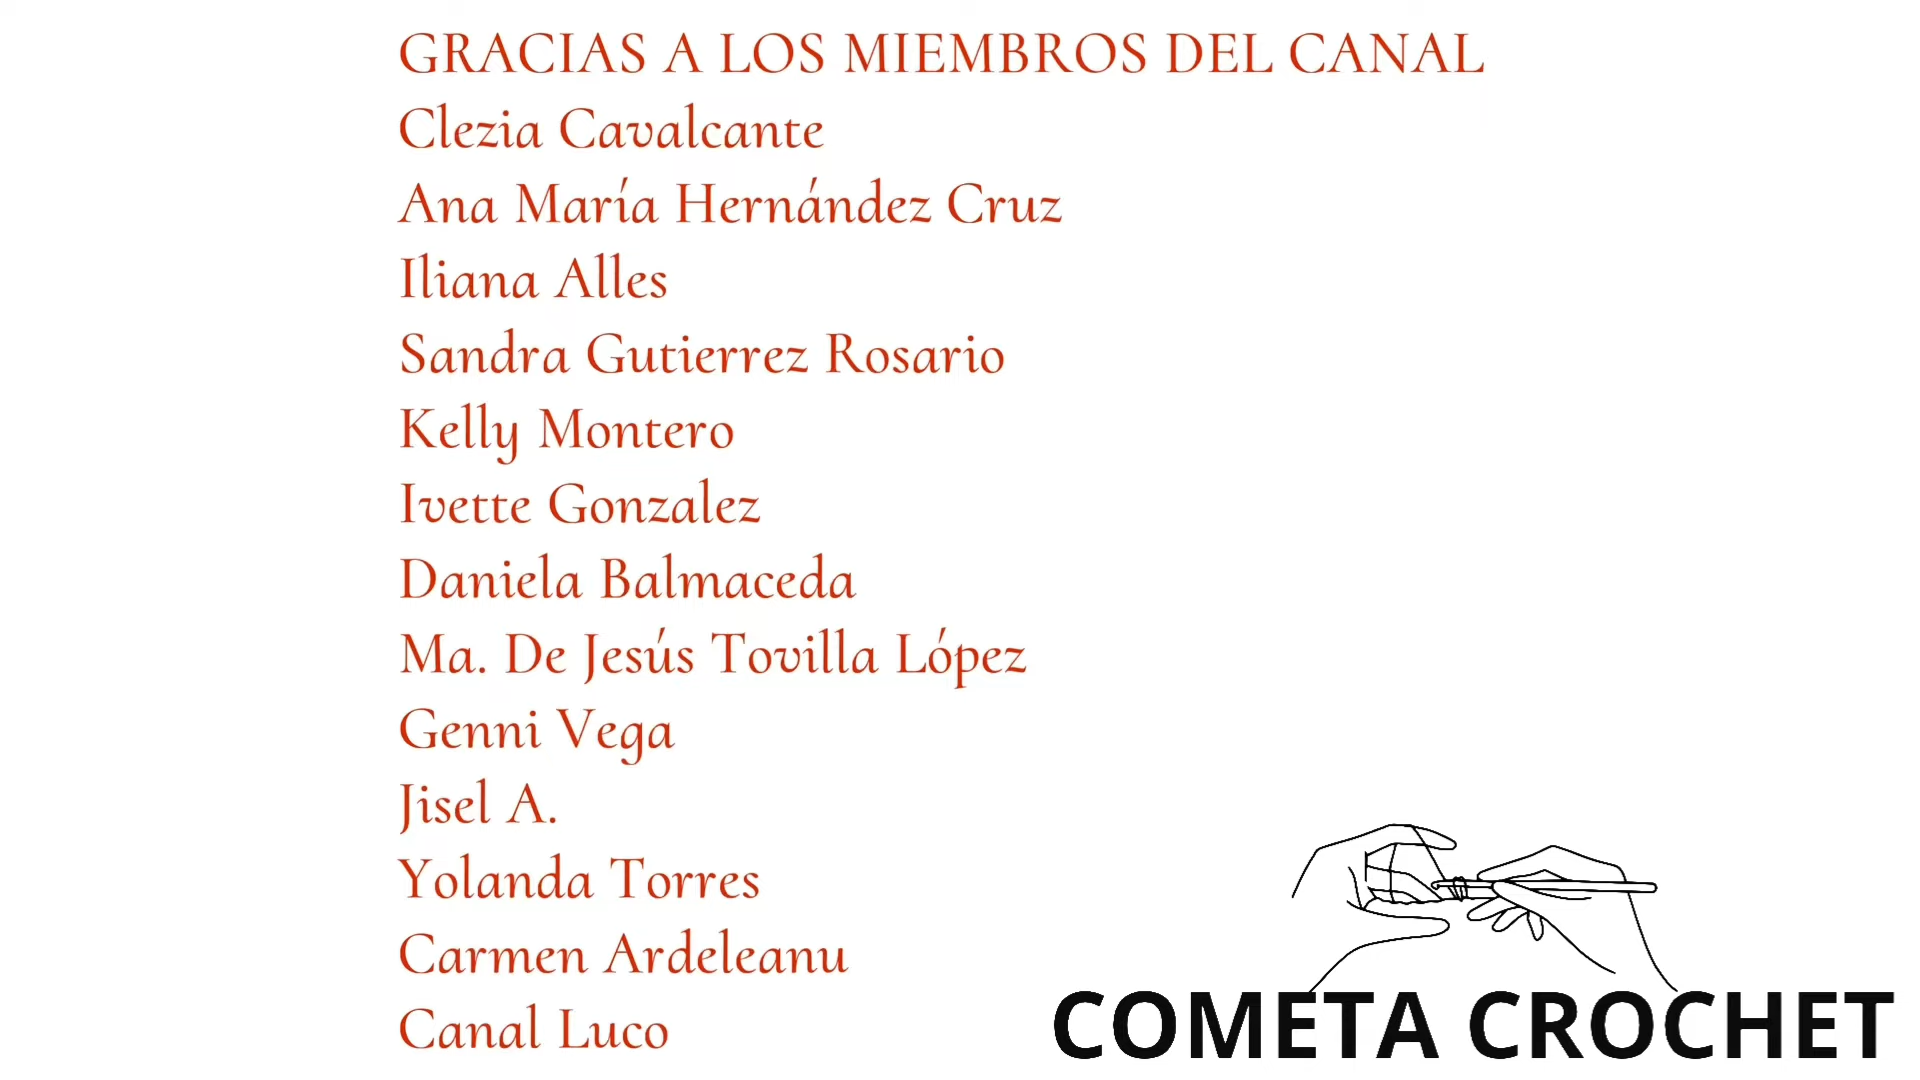 GRACIAS A LOS MIEMBROS DEL CANAL
Clezia Cavalcante
Ana María Hernández Cruz
Iliana Alles
Sandra Gutierrez Rosario
Kelly Montero
Ivette Gonzalez
Daniela Balmaceda
Ma. De Jesús Tovilla López
Genni Vega
Jisel A.
Yolanda Torres
Carmen Ardeleanu
Canal Luco
COMETA CROCHET